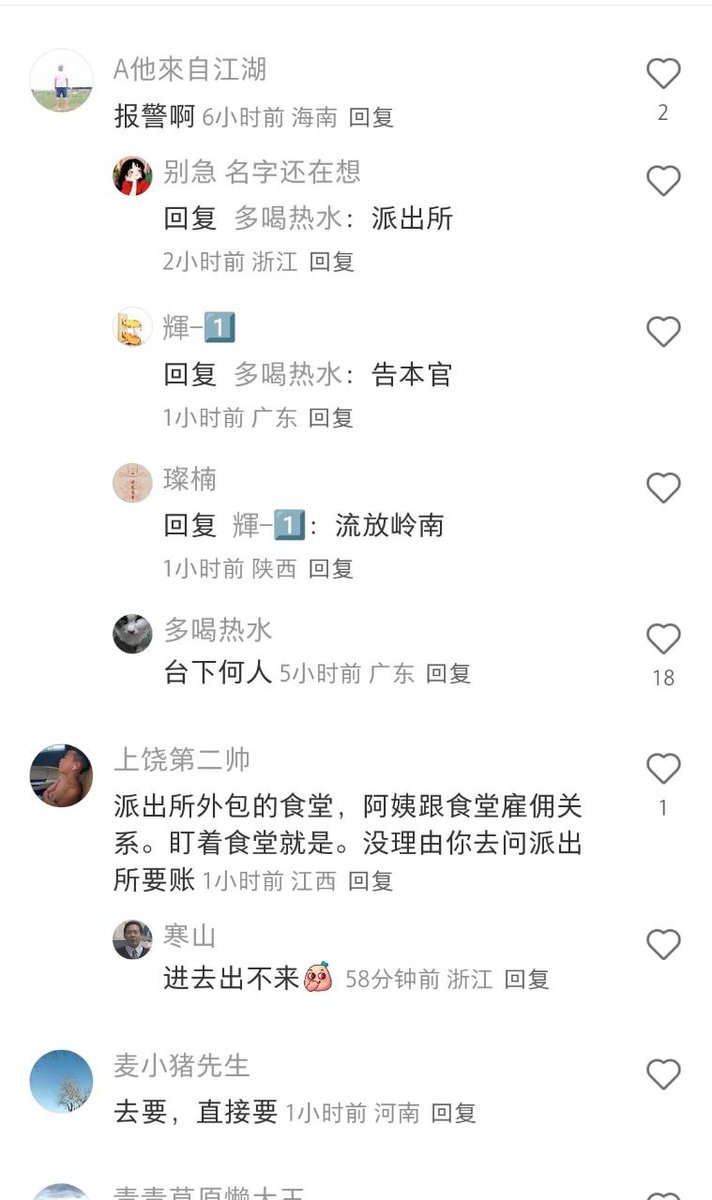 A他來自江湖
报警啊 6小时前 海南 回复
2
别急 名字还在想
回复 多喝热水：派出所
2小时前 浙江 回复
輝-1️⃣
回复 多喝热水：告本官
1小时前 广东 回复
璨楠
回复 輝-1️⃣：流放岭南
1小时前 陕西 回复
多喝热水
台下何人 5小时前 广东 回复
18
上饶第二帅
派出所外包的食堂，阿姨跟食堂雇佣关
系。盯着食堂就是。没理由你去问派出
所要账 1小时前 江西 回复
1
寒山
进去出不来 58分钟前 浙江 回复
麦小猪先生
去要，直接要 1小时前 河南 回复
青青草原懒大王